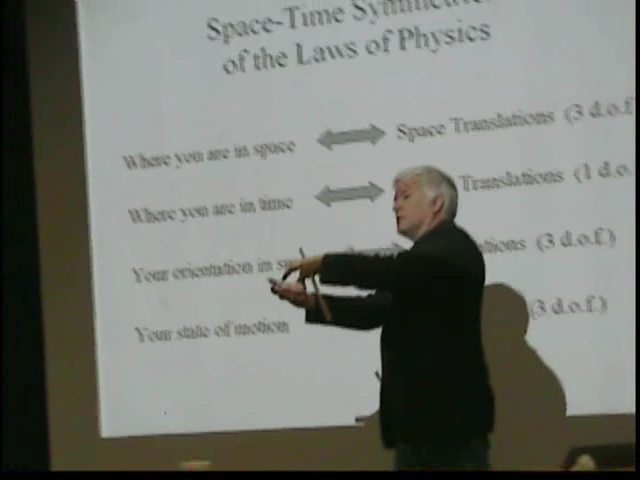 Space-Time
of the Laws of Physics
Where you are in space Space Translations (3 d.o.f
Where you are in time Translations (1 d.o.
Your orientation in (3 d.o.f.)
Your state of motion (3 d.o.f.)